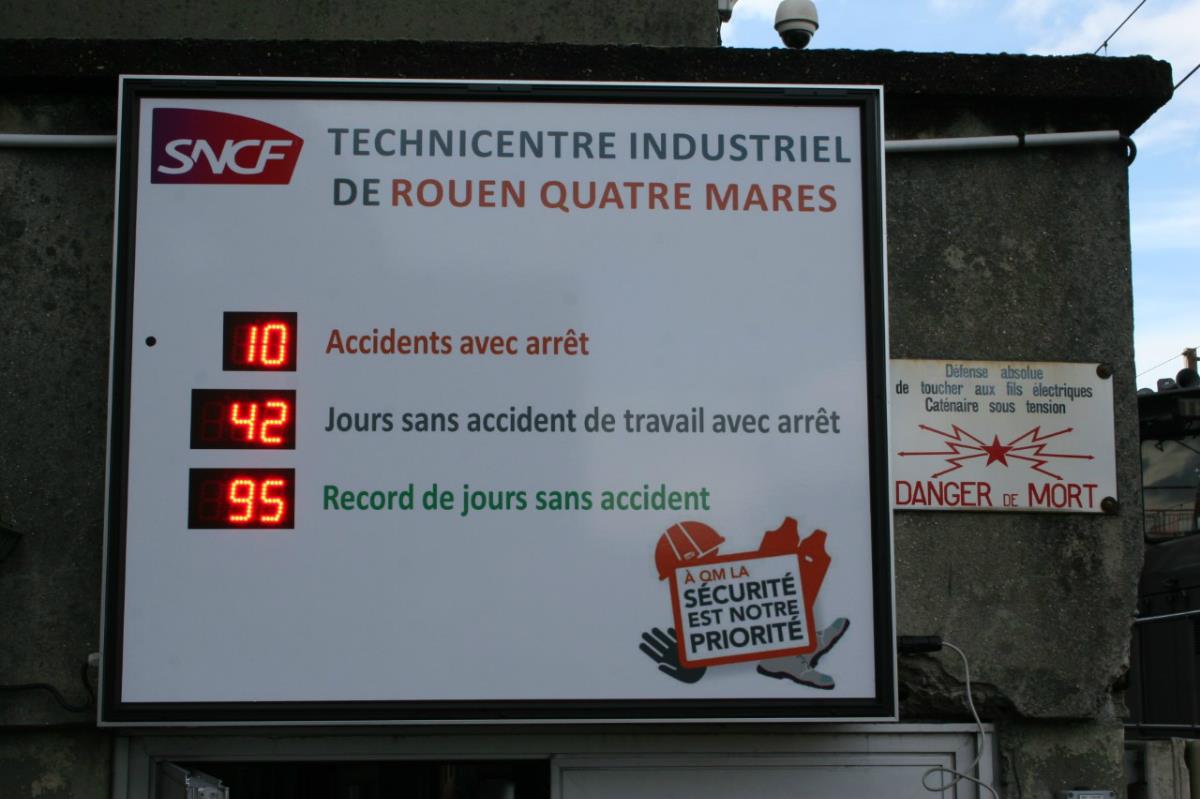 SNCF
TECHNICENTRE INDUSTRIEL
DE ROUEN QUATRE MARES
10 Accidents avec arrêt
42 Jours sans accident de travail avec arrêt
95 Record de jours sans accident
À QM LA
SÉCURITÉ
EST NOTRE
PRIORITÉ
Défense absolue
de toucher aux fils électriques
Caténaire sous tension
DANGER DE MORT